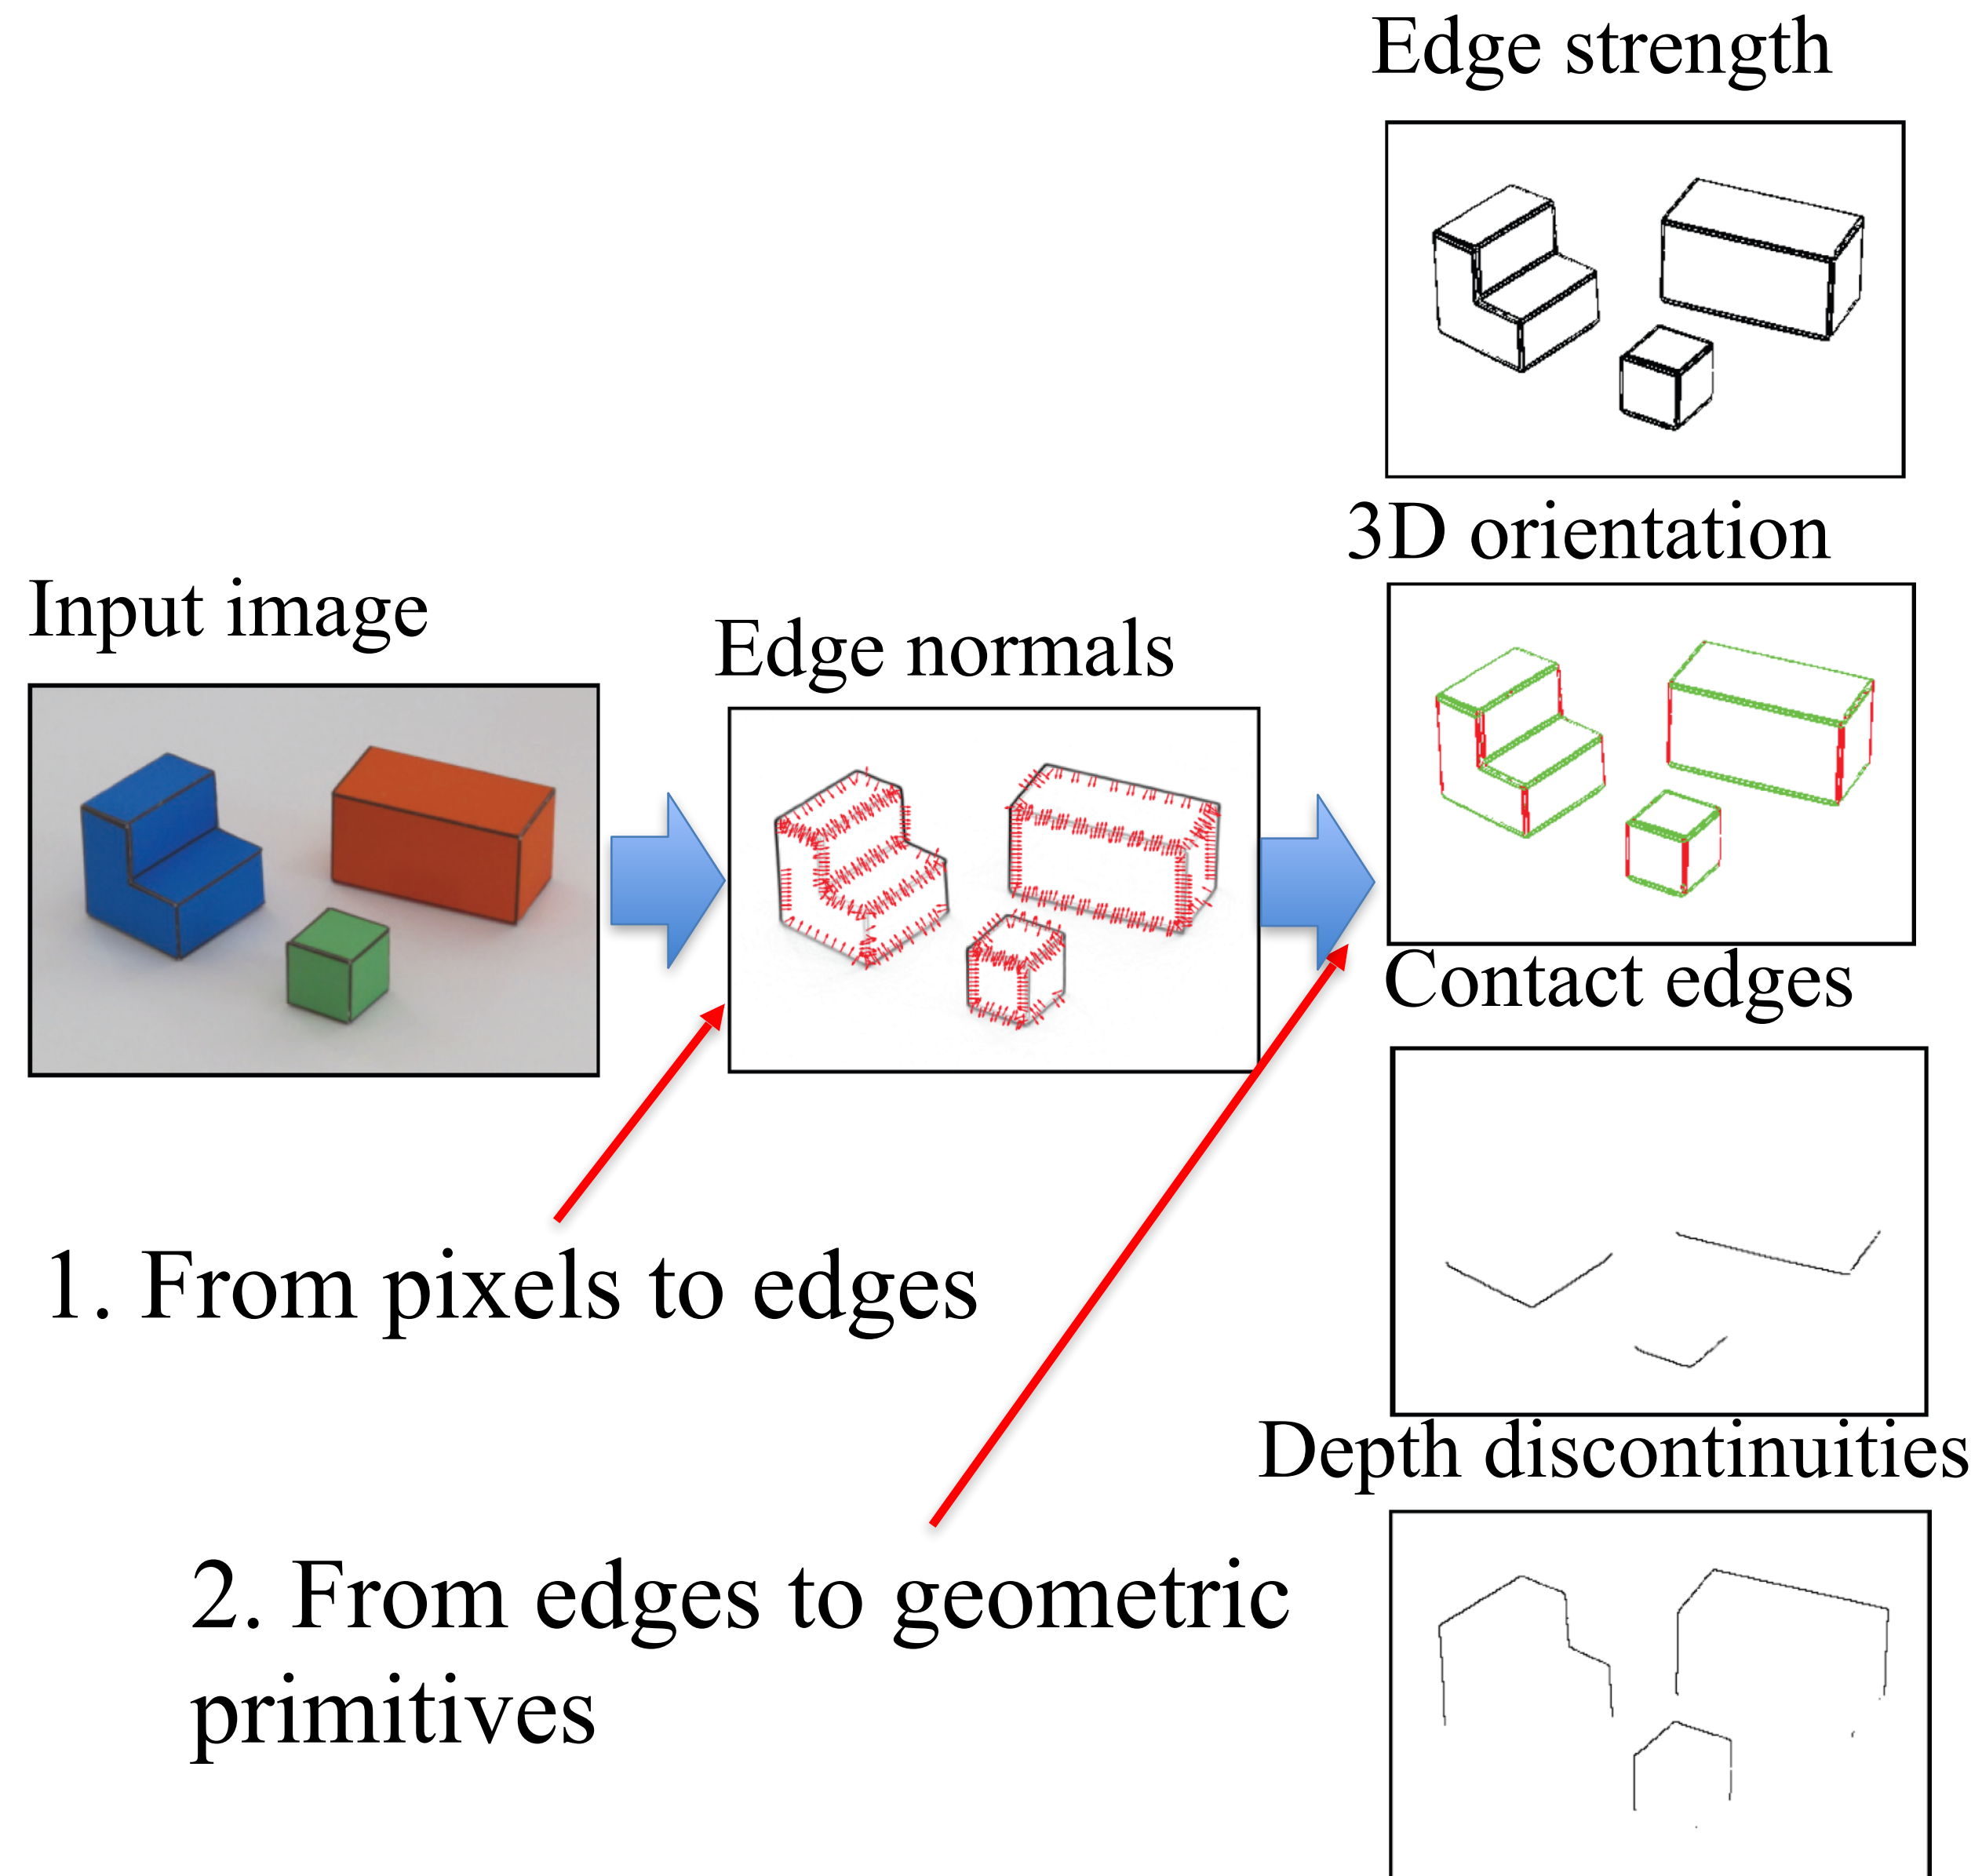 Edge strength
3D orientation
Input image
Edge normals
Contact edges
1. From pixels to edges
Depth discontinuities
2. From edges to geometric
primitives